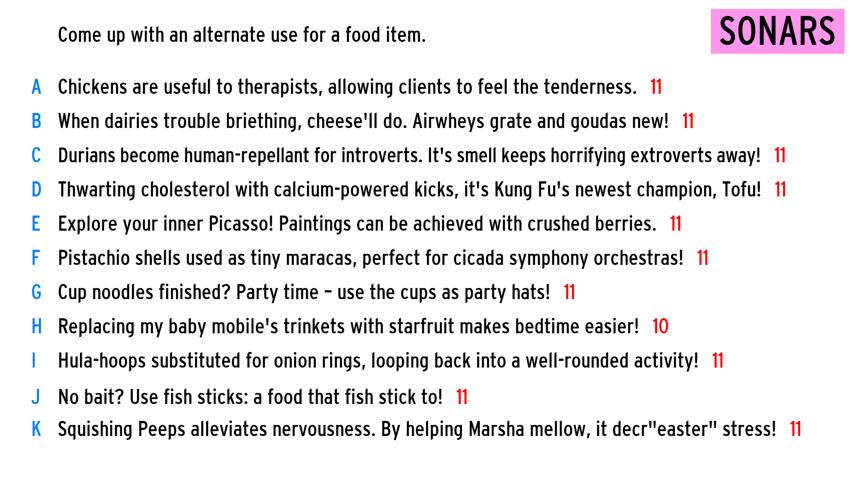 Come up with an alternate use for a food item.
SONARS
A Chickens are useful to therapists, allowing clients to feel the tenderness. 11
B When dairies trouble briething, cheese'll do. Airwheys grate and goudas new! 11
C Durians become human-repellant for introverts. It's smell keeps horrifying extroverts away! 11
D Thwarting cholesterol with calcium-powered kicks, it's Kung Fu's newest champion, Tofu! 11
E Explore your inner Picasso! Paintings can be achieved with crushed berries. 11
F Pistachio shells used as tiny maracas, perfect for cicada symphony orchestras! 11
G Cup noodles finished? Party time – use the cups as party hats! 11
H Replacing my baby mobile's trinkets with starfruit makes bedtime easier! 10
I Hula-hoops substituted for onion rings, looping back into a well-rounded activity! 11
J No bait? Use fish sticks: a food that fish stick to! 11
K Squishing Peeps alleviates nervousness. By helping Marsha mellow, it decr"easter" stress! 11